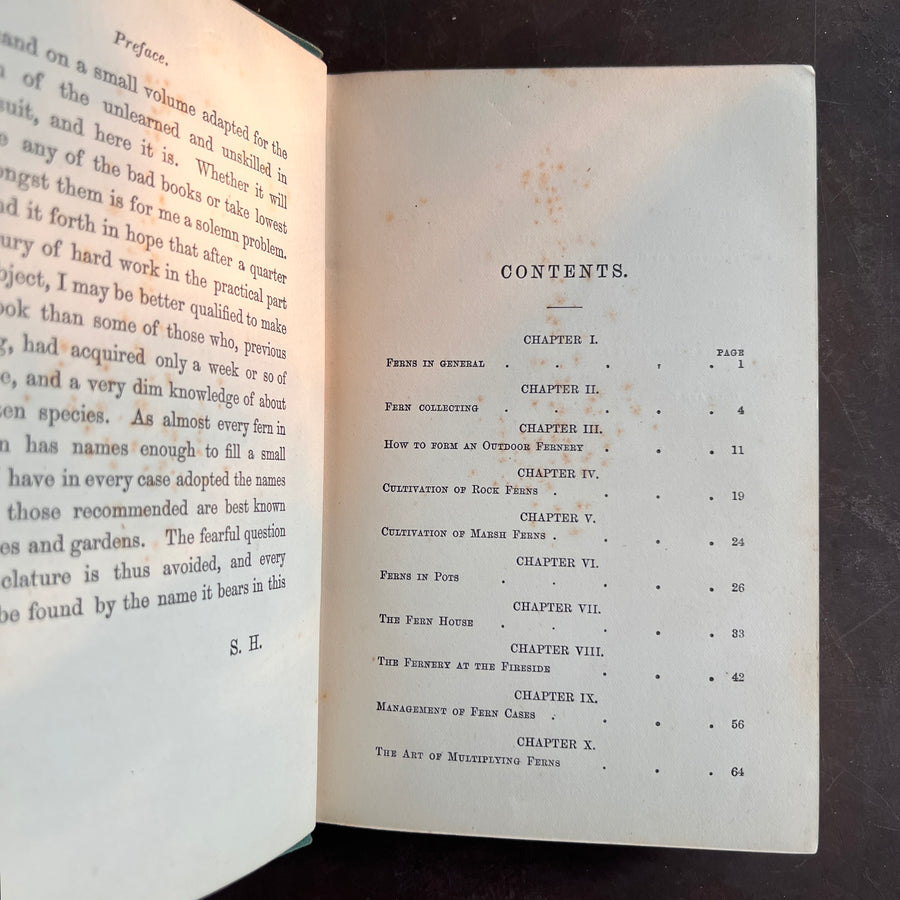 Preface.
and on a small volume adapted for the
of the unlearned and unskilled in
suit, and here it is. Whether it will
any of the bad books or take lowest
ongst them is for me a solemn problem.
nd it forth in hope that after a quarter
ury of hard work in the practical part
bject, I may be better qualified to make
ook than some of those who, previous
g, had acquired only a week or so of
e, and a very dim knowledge of about
ten species. As almost every fern in
n has names enough to fill a small
have in every case adopted the names
those recommended are best known
es and gardens. The fearful question
clature is thus avoided, and every
be found by the name it bears in this
S. H.
CONTENTS.
CHAPTER I.
PAGE
FERNS IN GENERAL . . . . . 1
CHAPTER II.
FERN COLLECTING . . . . . 4
CHAPTER III.
HOW TO FORM AN OUTDOOR FERNERY . . . 11
CHAPTER IV.
CULTIVATION OF ROCK FERNS . . . . 19
CHAPTER V.
CULTIVATION OF MARSH FERNS . . . . 24
CHAPTER VI.
FERNS IN POTS . . . . . 26
CHAPTER VII.
THE FERN HOUSE . . . . . 33
CHAPTER VIII.
THE FERNERY AT THE FIRESIDE . . . 42
CHAPTER IX.
MANAGEMENT OF FERN CASES . . . . 56
CHAPTER X.
THE ART OF MULTIPLYING FERNS . . . 64